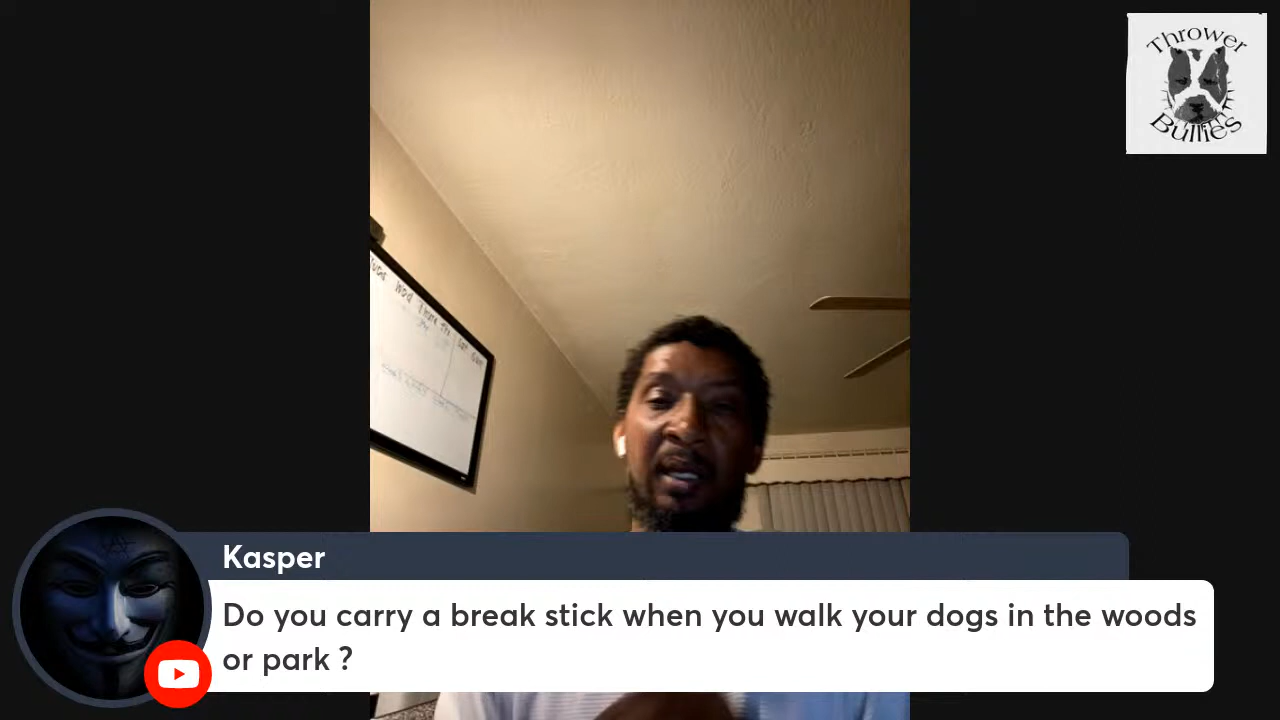 Thrower
Bullies
Kasper
Do you carry a break stick when you walk your dogs in the woods
or park ?